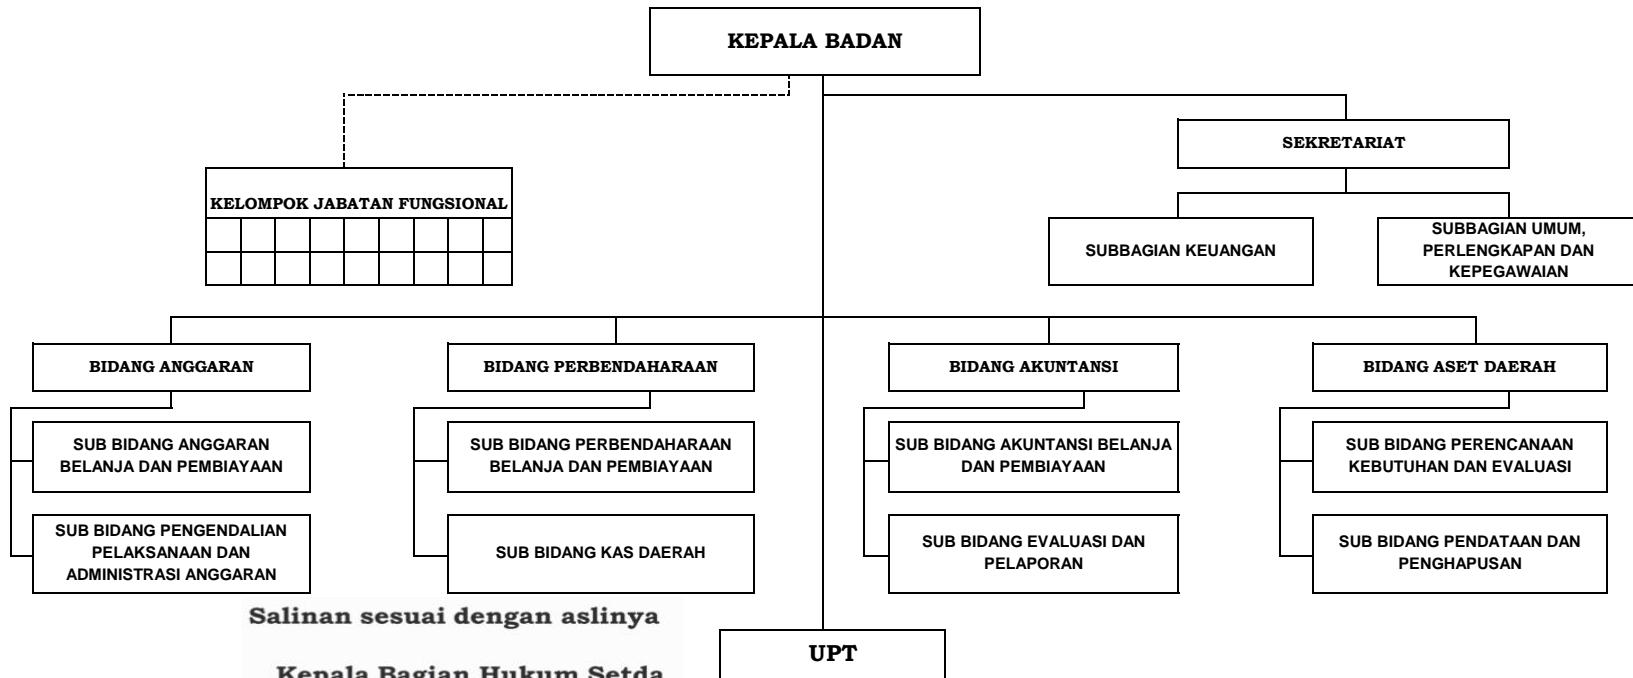 KEPALA BADAN
SEKRETARIAT
KELOMPOK JABATAN FUNGSIONAL
SUBBAGIAN KEUANGAN
SUBBAGIAN UMUM,
PERLENGKAPAN DAN
KEPEGAWAIAN
BIDANG ANGGARAN
BIDANG PERBENDAHARAAN
BIDANG AKUNTANSI
BIDANG ASET DAERAH
SUB BIDANG ANGGARAN
BELANJA DAN PEMBIAYAAN
SUB BIDANG PERBENDAHARAAN
BELANJA DAN PEMBIAYAAN
SUB BIDANG AKUNTANSI BELANJA
DAN PEMBIAYAAN
SUB BIDANG PERENCANAAN
KEBUTUHAN DAN EVALUASI
SUB BIDANG PENGENDALIAN
PELAKSANAAN DAN
ADMINISTRASI ANGGARAN
SUB BIDANG KAS DAERAH
SUB BIDANG EVALUASI DAN
PELAPORAN
SUB BIDANG PENDATAAN DAN
PENGHAPUSAN
Salinan sesuai dengan aslinya
Kepala Bagian Hukum Setda
UPT